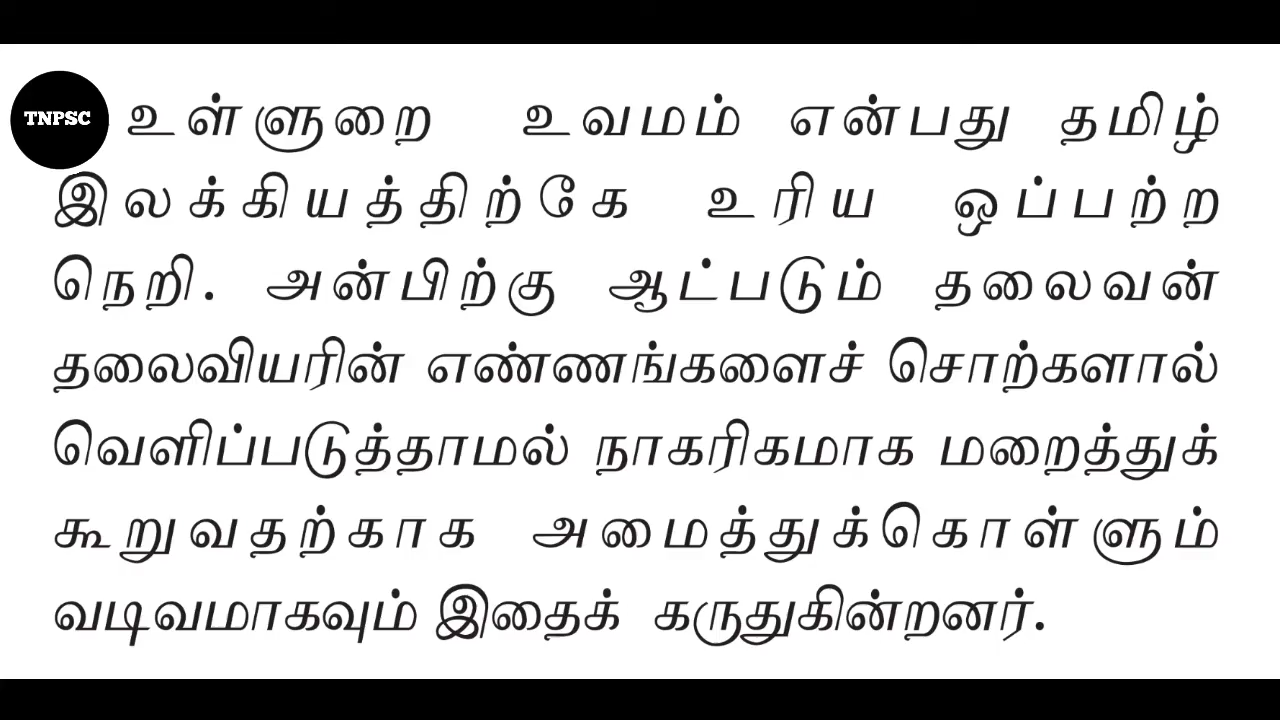 TNPSC
உள்ளுறை உவமம் என்பது தமிழ்
இலக்கியத்திற்கே உரிய ஒப்பற்ற
நெறி. அன்பிற்கு ஆட்படும் தலைவன்
தலைவியரின் எண்ணங்களைச் சொற்களால்
வெளிப்படுத்தாமல் நாகரிகமாக மறைத்துக்
கூறுவதற்காக அமைத்துக்கொள்ளும்
வடிவமாகவும் இதைக் கருதுகின்றனர்.